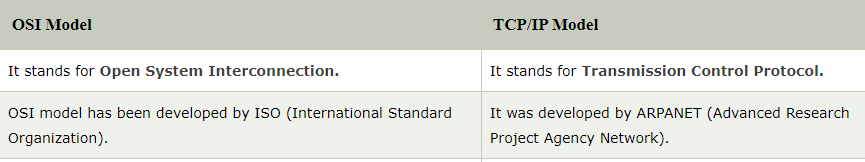 OSI Model
TCP/IP Model
It stands for Open System Interconnection.
It stands for Transmission Control Protocol.
OSI model has been developed by ISO (International Standard
Organization).
It was developed by ARPANET (Advanced Research
Project Agency Network).